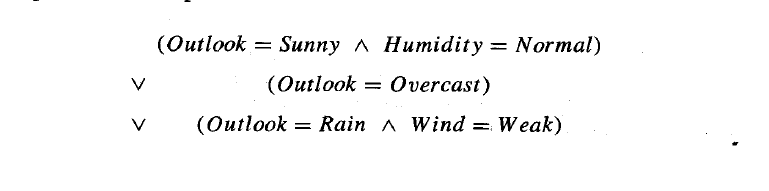 (Outlook = Sunny ∧ Humidity = Normal)
∨ (Outlook = Overcast)
∨ (Outlook = Rain ∧ Wind = Weak)